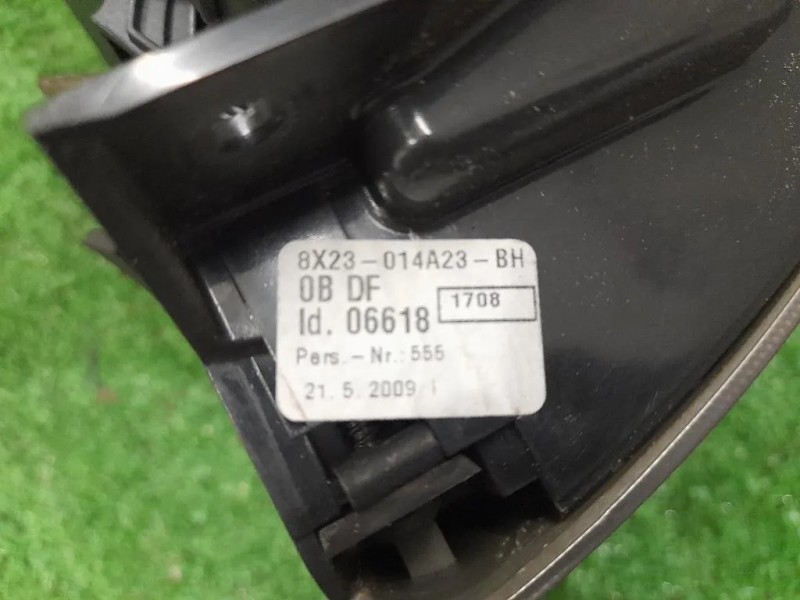 8X23-014A23-BH
0B DF
1708
Id. 06618
Pers.-Nr.: 555
21. 5. 2009